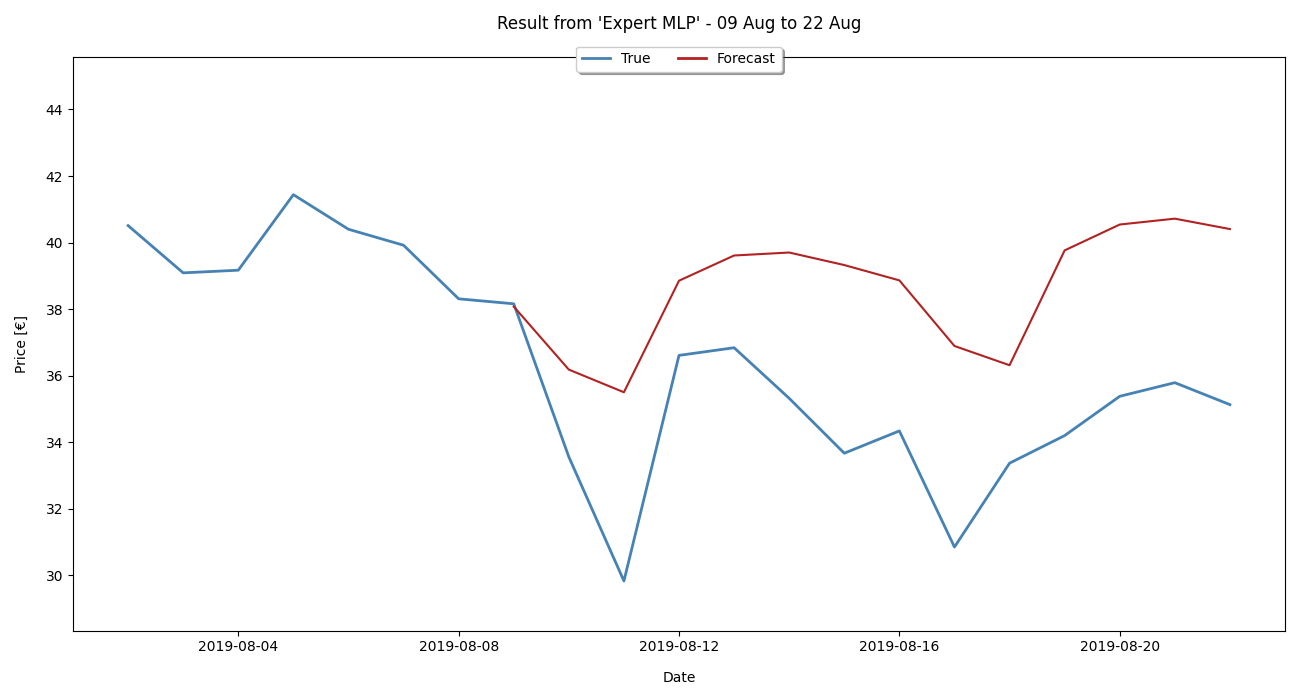 Result from 'Expert MLP' - 09 Aug to 22 Aug
True Forecast
44
42
40
38
36
34
32
30
Price [€]
2019-08-04 2019-08-08 2019-08-12 2019-08-16 2019-08-20
Date